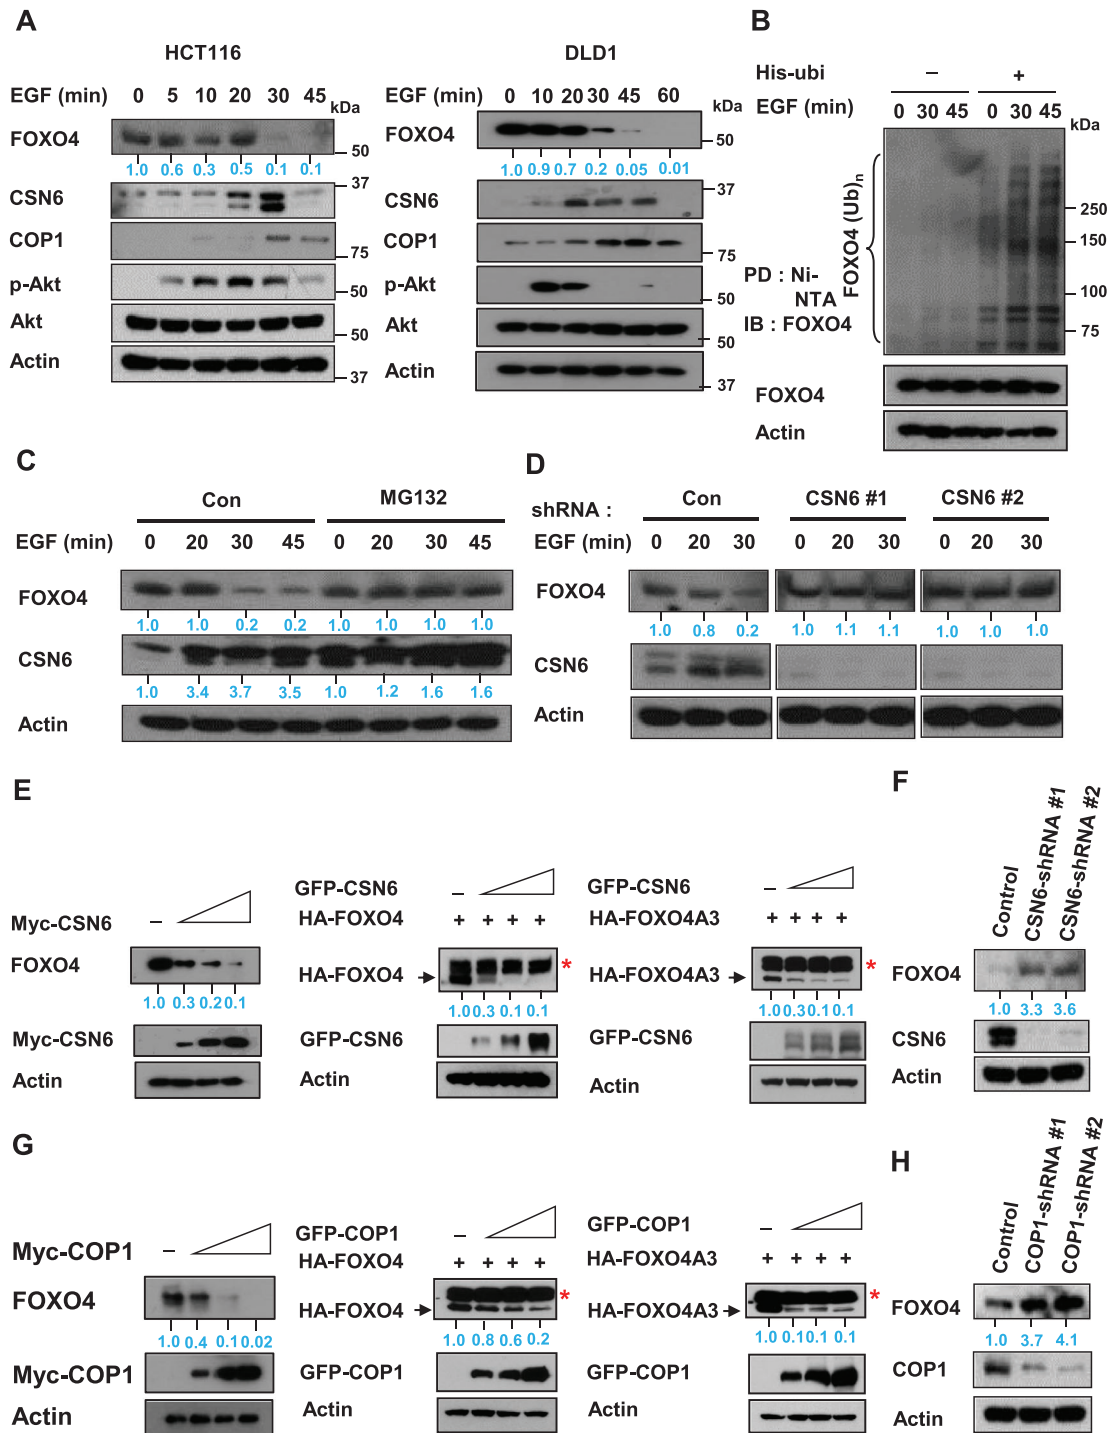 A
HCT116
EGF (min) 0 5 10 20 30 45 kDa
FOXO4
50
1.0 0.6 0.3 0.5 0.1 0.1
37
CSN6
COP1
75
p-Akt
50
Akt
50
Actin
37
DLD1
EGF (min) 0 10 20 30 45 60 kDa
FOXO4
50
1.0 0.9 0.7 0.2 0.05 0.01
37
CSN6
COP1
75
p-Akt
50
Akt
50
Actin
37
B
His-ubi – +
EGF (min) 0 30 45 0 30 45 kDa
FOXO4 (Ub)n
250
150
100
75
PD : Ni-
NTA
IB : FOXO4
FOXO4
Actin
C
Con MG132
EGF (min) 0 20 30 45 0 20 30 45
FOXO4
1.0 1.0 0.2 0.2 1.0 1.0 1.0 1.0
CSN6
1.0 3.4 3.7 3.5 1.0 1.2 1.6 1.6
Actin
D
shRNA : Con CSN6 #1 CSN6 #2
EGF (min) 0 20 30 0 20 30 0 20 30
FOXO4
1.0 0.8 0.2 1.0 1.1 1.1 1.0 1.0 1.0
CSN6
Actin
E
Myc-CSN6 –
FOXO4
1.0 0.3 0.2 0.1
Myc-CSN6
Actin
GFP-CSN6 –
HA-FOXO4 + + + +
HA-FOXO4 *
1.0 0.3 0.1 0.1
GFP-CSN6
Actin
GFP-CSN6 –
HA-FOXO4A3 + + + +
HA-FOXO4A3 *
1.0 0.3 0.1 0.1
GFP-CSN6
Actin
F
Control
CSN6-shRNA #1
CSN6-shRNA #2
FOXO4
1.0 3.3 3.6
CSN6
Actin
G
Myc-COP1 –
FOXO4
1.0 0.4 0.1 0.02
Myc-COP1
Actin
GFP-COP1 –
HA-FOXO4 + + + +
HA-FOXO4 *
1.0 0.8 0.6 0.2
GFP-COP1
Actin
GFP-COP1 –
HA-FOXO4A3 + + + +
HA-FOXO4A3 *
1.0 0.1 0.1 0.1
GFP-COP1
Actin
H
Control
COP1-shRNA #1
COP1-shRNA #2
FOXO4
1.0 3.7 4.1
COP1
Actin